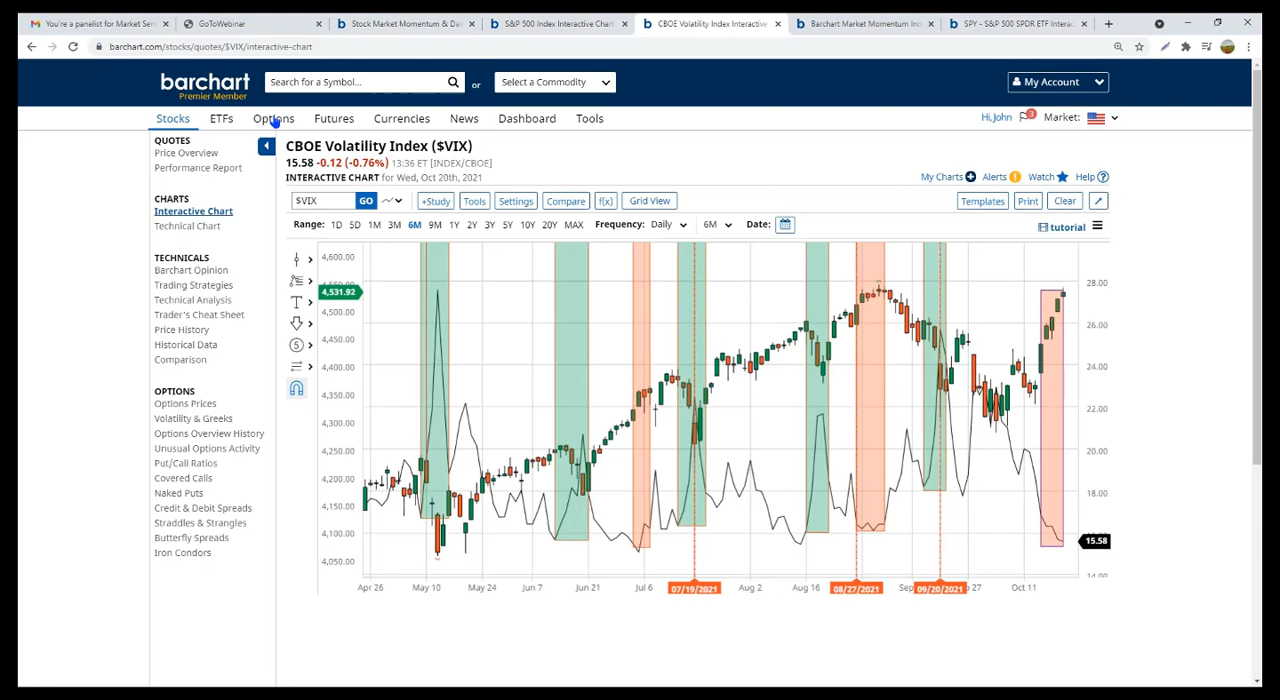 You're a panelist for Market Sen
GoToWebinar
Stock Market Momentum & Dai
S&P 500 Index Interactive Chart
CBOE Volatility Index Interactive
Barchart Market Momentum Ind
SPY - S&P 500 SPDR ETF Interac
barchart.com/stocks/quotes/$VIX/interactive-chart
barchart
Premier Member
Search for a Symbol...
or
Select a Commodity
My Account
Stocks ETFs Options Futures Currencies News Dashboard Tools
Hi, John
3
Market:
QUOTES
Price Overview
Performance Report
CHARTS
Interactive Chart
Technical Chart
TECHNICALS
Barchart Opinion
Trading Strategies
Technical Analysis
Trader's Cheat Sheet
Price History
Historical Data
Comparison
OPTIONS
Options Prices
Volatility & Greeks
Options Overview History
Unusual Options Activity
Put/Call Ratios
Covered Calls
Naked Puts
Credit & Debit Spreads
Straddles & Strangles
Butterfly Spreads
Iron Condors
CBOE Volatility Index ($VIX)
15.58 -0.12 (-0.76%) 13:36 ET [INDEX/CBOE]
INTERACTIVE CHART for Wed, Oct 20th, 2021
My Charts Alerts Watch Help
$VIX GO +Study Tools Settings Compare f(x) Grid View
Templates Print Clear
Range: 1D 5D 1M 3M 6M 9M 1Y 2Y 3Y 5Y 10Y 20Y MAX Frequency: Daily 6M Date:
tutorial
4,600.00
4,531.92
4,500.00
4,450.00
4,400.00
4,350.00
4,300.00
4,250.00
4,200.00
4,150.00
4,100.00
4,050.00
28.00
26.00
24.00
22.00
20.00
18.00
15.58
14.00
Apr 26 May 10 May 24 Jun 7 Jun 21 Jul 6 07/19/2021 Aug 2 Aug 16 08/27/2021 Sep 09/20/2021 27 Oct 11